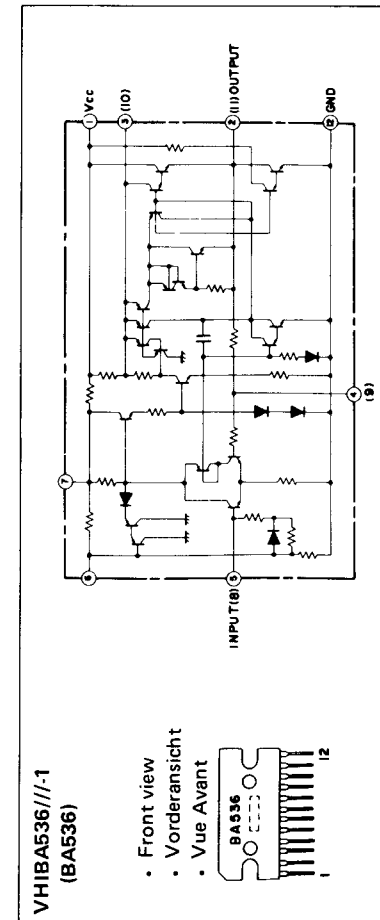 VHIBA536///-1
(BA536)
• Front view
• Vorderansicht
• Vue Avant
BA536
1
12
1
Vcc
3
(10)
2
(11)OUTPUT
12
GND
7
6
5
INPUT(8)
4
(9)